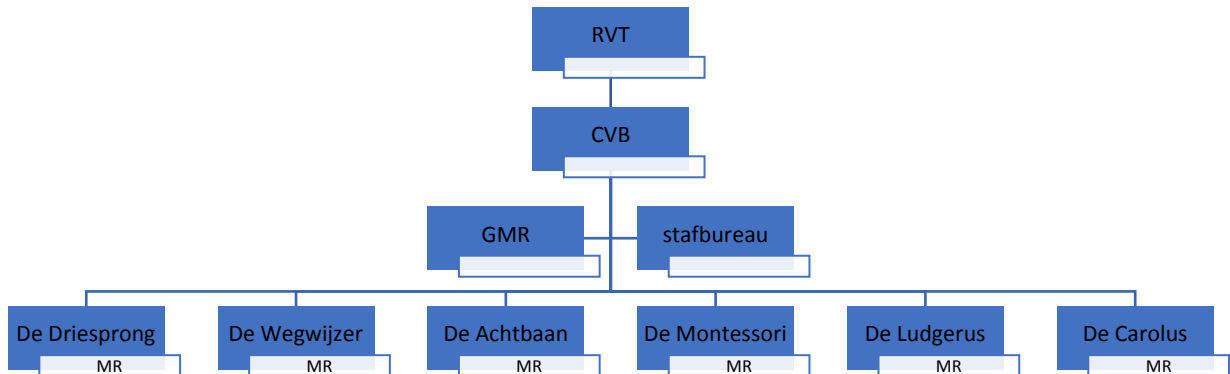 RVT
CVB
GMR
stafbureau
De Driesprong
De Wegwijzer
De Achtbaan
De Montessori
De Ludgerus
De Carolus
MR
MR
MR
MR
MR
MR